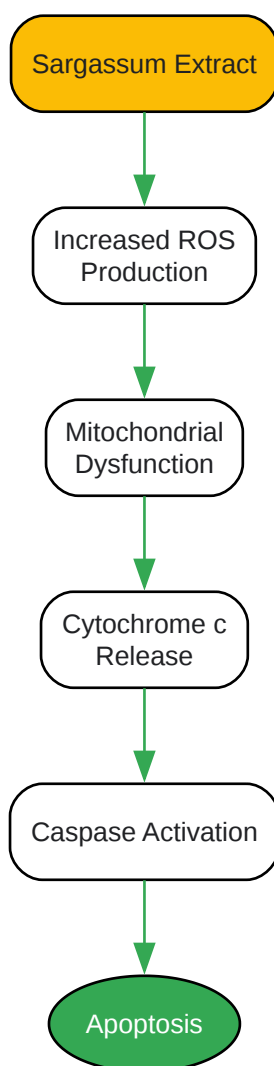 Sargassum Extract
Increased ROS
Production
Mitochondrial
Dysfunction
Cytochrome c
Release
Caspase Activation
Apoptosis